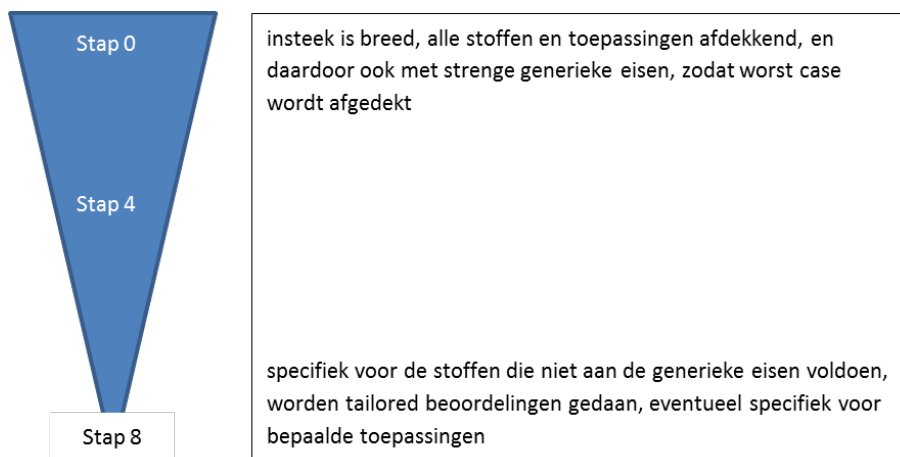 Stap 0
insteek is breed, alle stoffen en toepassingen afdekkend, en
daardoor ook met strenge generieke eisen, zodat worst case
wordt afgedekt
Stap 4
specifiek voor de stoffen die niet aan de generieke eisen voldoen,
worden tailored beoordelingen gedaan, eventueel specifiek voor
bepaalde toepassingen
Stap 8